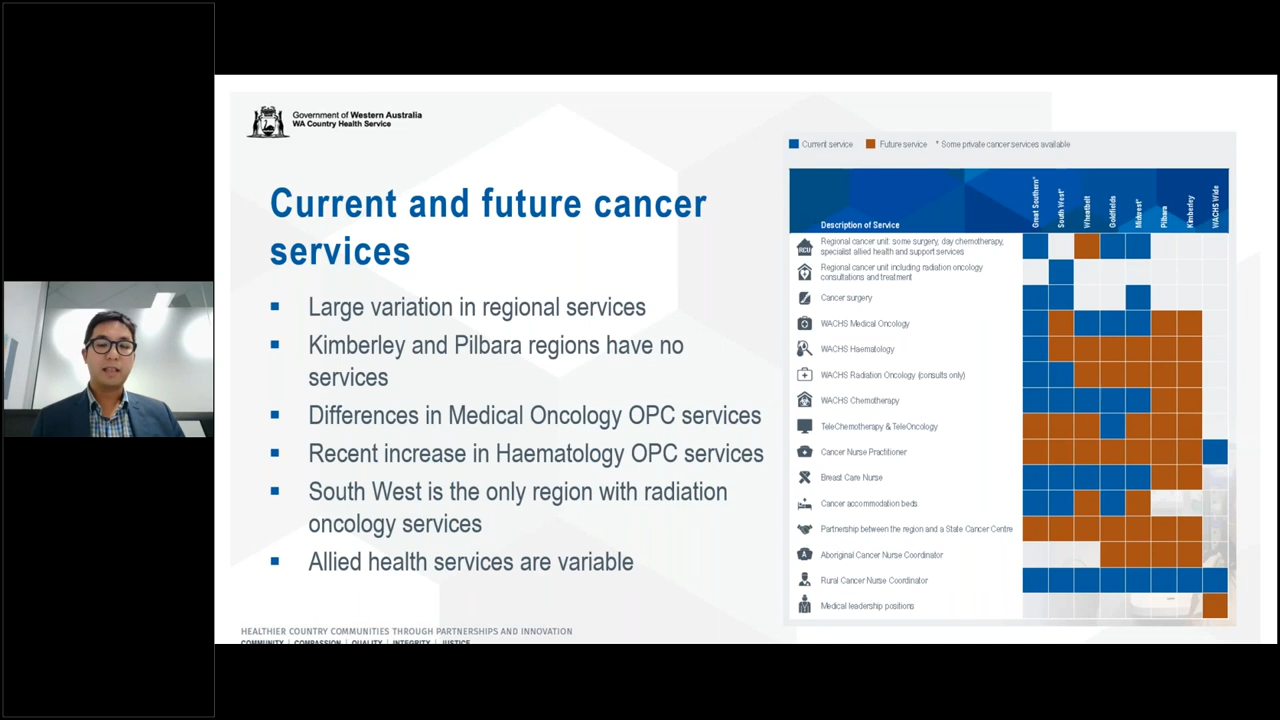 Government of Western Australia
WA Country Health Service
Current and future cancer
services
Large variation in regional services
Kimberley and Pilbara regions have no
services
Differences in Medical Oncology OPC services
Recent increase in Haematology OPC services
South West is the only region with radiation
oncology services
Allied health services are variable
HEALTHIER COUNTRY COMMUNITIES THROUGH PARTNERSHIPS AND INNOVATION
COMMUNITY | COMPASSION | QUALITY | INTEGRITY | JUSTICE
Current service Future service * Some private cancer services available
Description of Service Great Southern* South West* Wheatbelt Goldfields Midwest* Pilbara Kimberley WACHS Wide
RCU Regional cancer unit: some surgery, day chemotherapy,
specialist allied health and support services
Regional cancer unit including radiation oncology
consultations and treatment
Cancer surgery
WACHS Medical Oncology
WACHS Haematology
WACHS Radiation Oncology (consults only)
WACHS Chemotherapy
TeleChemotherapy & TeleOncology
Cancer Nurse Practitioner
Breast Care Nurse
Cancer accommodation beds
Partnership between the region and a State Cancer Centre
Aboriginal Cancer Nurse Coordinator
Rural Cancer Nurse Coordinator
Medical leadership positions